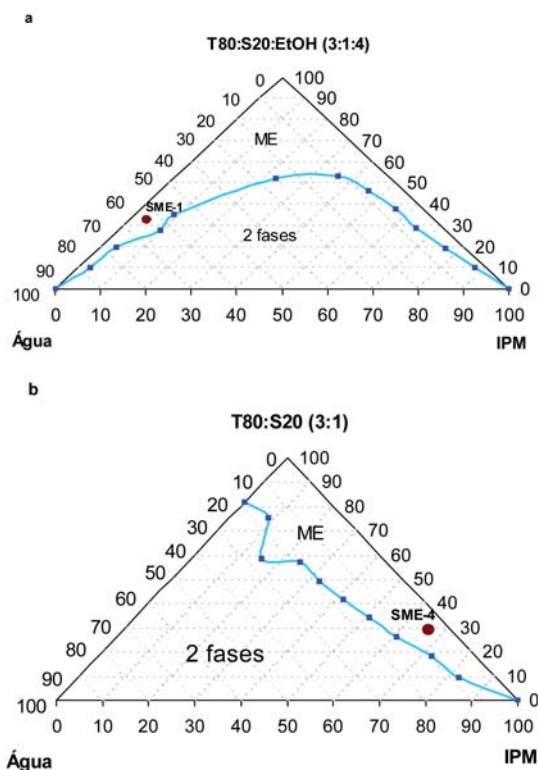 a
T80:S20:EtOH (3:1:4)
0 100
10 90
20 80
30 ME 70
40 60
50 50
60 SME-1 40
70 30
80 2 fases 20
90 10
100 0
0 10 20 30 40 50 60 70 80 90 100
Água IPM
b
T80:S20 (3:1)
0 100
10 90
20 80
30 ME 70
40 60
50 50
60 40
70 SME-4 30
80 2 fases 20
90 10
100 0
0 10 20 30 40 50 60 70 80 90 100
Água IPM